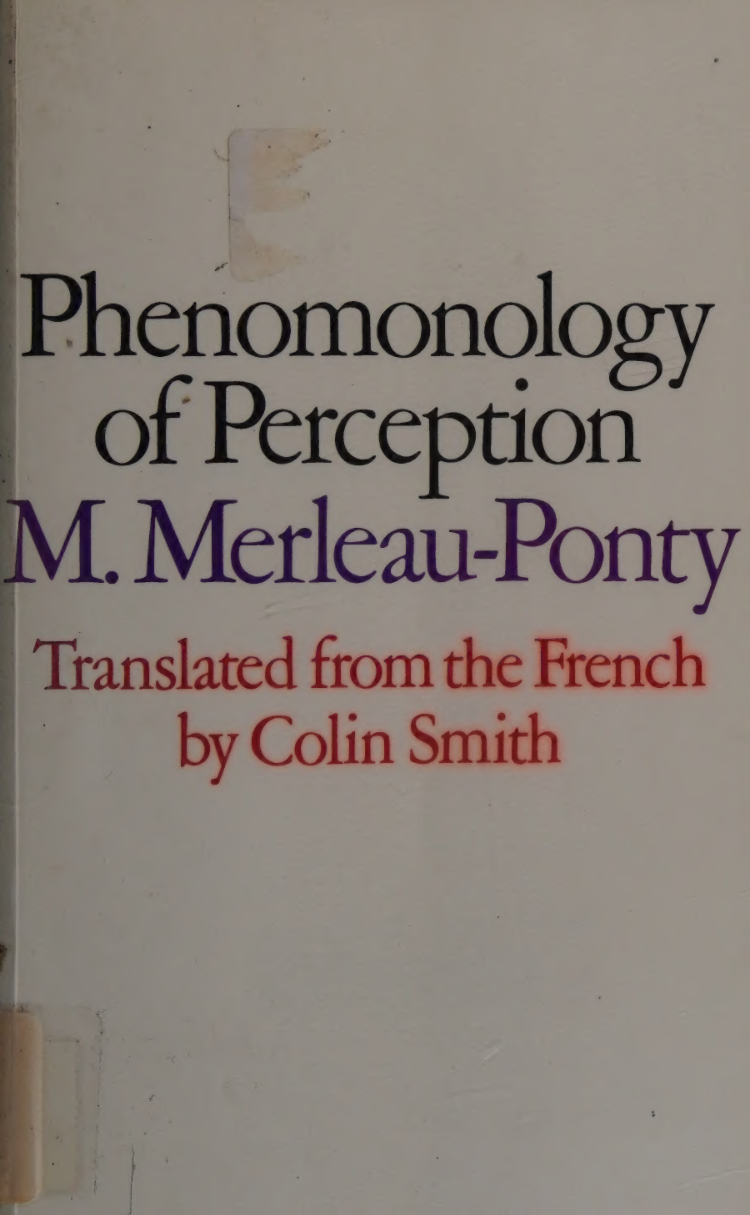 Phenomonology
of Perception
M. Merleau-Ponty
Translated from the French
by Colin Smith